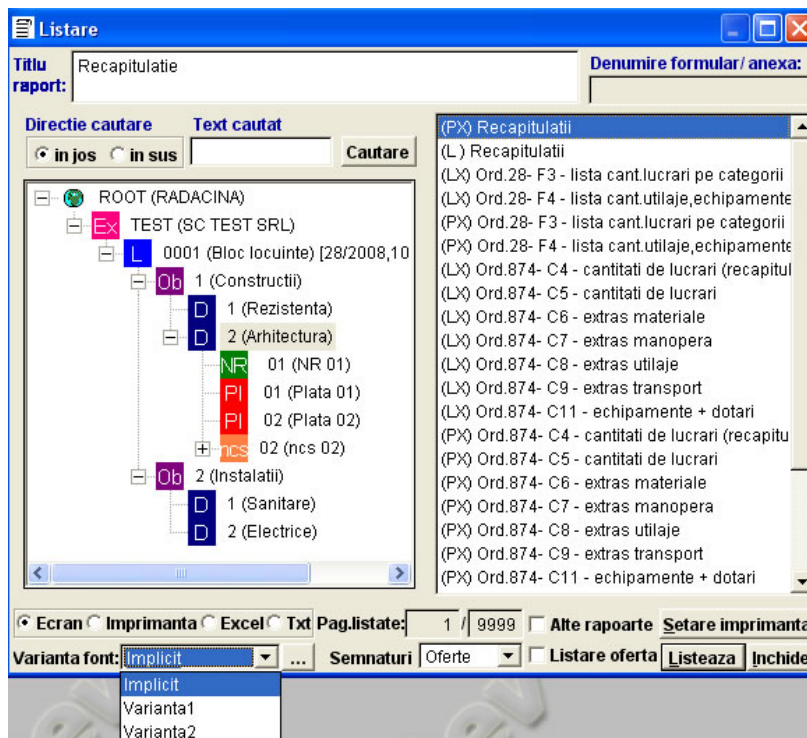 Listare
Titlu raport:
Recapitulatie
Denumire formular/ anexa:
Directie cautare
Text cautat
in jos
in sus
Cautare
ROOT (RADACINA)
Ex TEST (SC TEST SRL)
L 0001 (Bloc locuinte) [28/2008,10
Ob 1 (Constructii)
D 1 (Rezistenta)
D 2 (Arhitectura)
NR 01 (NR 01)
Pl 01 (Plata 01)
Pl 02 (Plata 02)
ncs 02 (ncs 02)
Ob 2 (Instalatii)
D 1 (Sanitare)
D 2 (Electrice)
(PX) Recapitulatii
(L ) Recapitulatii
(LX) Ord.28- F3 - lista cant.lucrari pe categorii
(LX) Ord.28- F4 - lista cant.utilaje,echipamente
(PX) Ord.28- F3 - lista cant.lucrari pe categorii
(PX) Ord.28- F4 - lista cant.utilaje,echipamente
(LX) Ord.874- C4 - cantitati de lucrari (recapitul
(LX) Ord.874- C5 - cantitati de lucrari
(LX) Ord.874- C6 - extras materiale
(LX) Ord.874- C7 - extras manopera
(LX) Ord.874- C8 - extras utilaje
(LX) Ord.874- C9 - extras transport
(LX) Ord.874- C11 - echipamente + dotari
(PX) Ord.874- C4 - cantitati de lucrari (recapitu
(PX) Ord.874- C5 - cantitati de lucrari
(PX) Ord.874- C6 - extras materiale
(PX) Ord.874- C7 - extras manopera
(PX) Ord.874- C8 - extras utilaje
(PX) Ord.874- C9 - extras transport
(PX) Ord.874- C11 - echipamente + dotari
Ecran Imprimanta Excel Txt Pag.listate: 1 / 9999 Alte rapoarte Setare imprimanta
Varianta font: Implicit ... Semnaturi Oferte Listare oferta Listeaza Inchide
Implicit
Varianta1
Varianta2